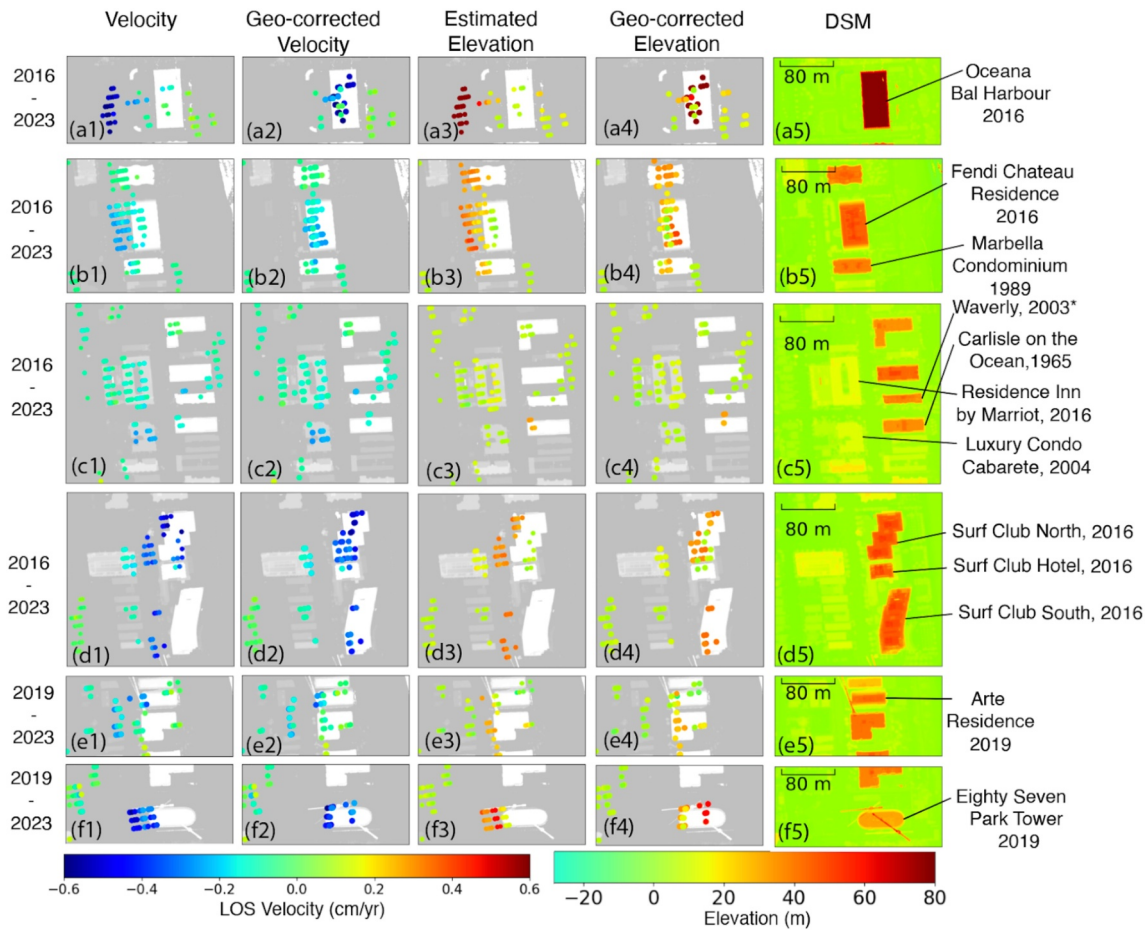 Velocity
Geo-corrected
Velocity
Estimated
Elevation
Geo-corrected
Elevation
DSM
2016
-
2023
(a1)
(a2)
(a3)
(a4)
80 m
(a5)
Oceana
Bal Harbour
2016
2016
-
2023
(b1)
(b2)
(b3)
(b4)
80 m
(b5)
Fendi Chateau
Residence
2016
Marbella
Condominium
1989
2016
-
2023
(c1)
(c2)
(c3)
(c4)
80 m
(c5)
Waverly, 2003*
Carlisle on the
Ocean,1965
Residence Inn
by Marriot, 2016
Luxury Condo
Cabarete, 2004
2016
-
2023
(d1)
(d2)
(d3)
(d4)
80 m
(d5)
Surf Club North, 2016
Surf Club Hotel, 2016
Surf Club South, 2016
2019
-
2023
(e1)
(e2)
(e3)
(e4)
80 m
(e5)
Arte
Residence
2019
2019
-
2023
(f1)
(f2)
(f3)
(f4)
80 m
(f5)
Eighty Seven
Park Tower
2019
−0.6 −0.4 −0.2 0.0 0.2 0.4 0.6
LOS Velocity (cm/yr)
−20 0 20 40 60 80
Elevation (m)